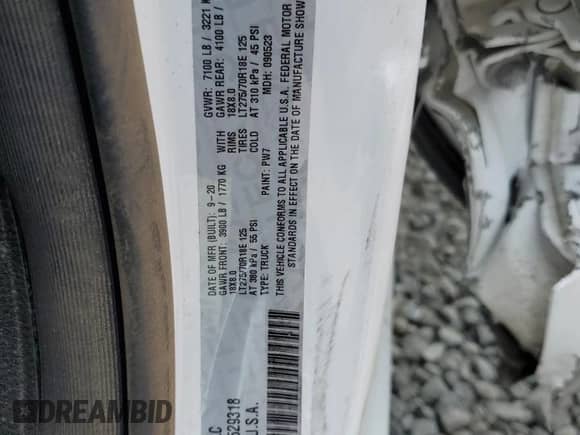 LC
529318
U.S.A.
DATE OF MFR (BUILT): 9-20
GVWR: 7100 LB / 3221 K
GAWR FRONT: 3900 LB / 1770 KG WITH
GAWR REAR: 4100 LB /
18X8.0 RIMS 18X8.0
LT275/70R18E 125 TIRES LT275/70R18E 125
AT 380 kPa / 55 PSI COLD AT 310 kPa / 45 PSI
TYPE: TRUCK PAINT: PW7 MDH: 090523
THIS VEHICLE CONFORMS TO ALL APPLICABLE U.S.A. FEDERAL MOTOR
STANDARDS IN EFFECT ON THE DATE OF MANUFACTURE SHOW
DREAMBID